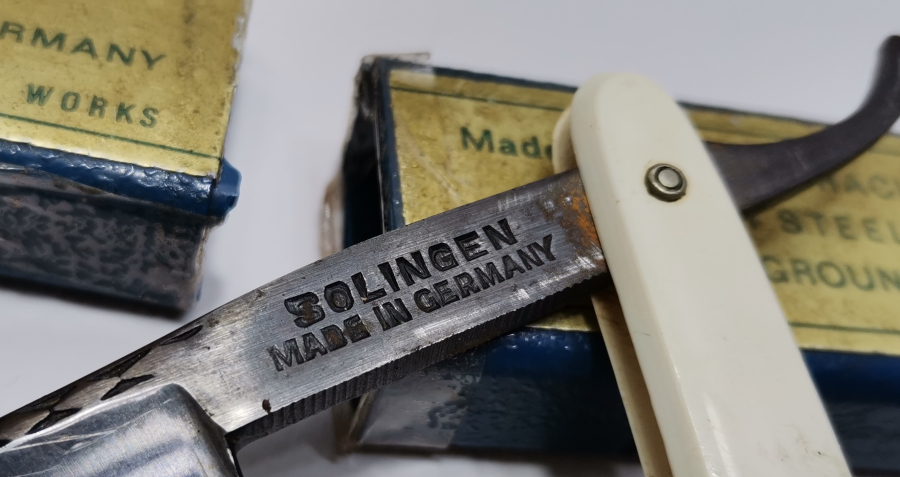 RMANY
WORKS
Made
SOLINGEN
MADE IN GERMANY
STEEL
GROUN